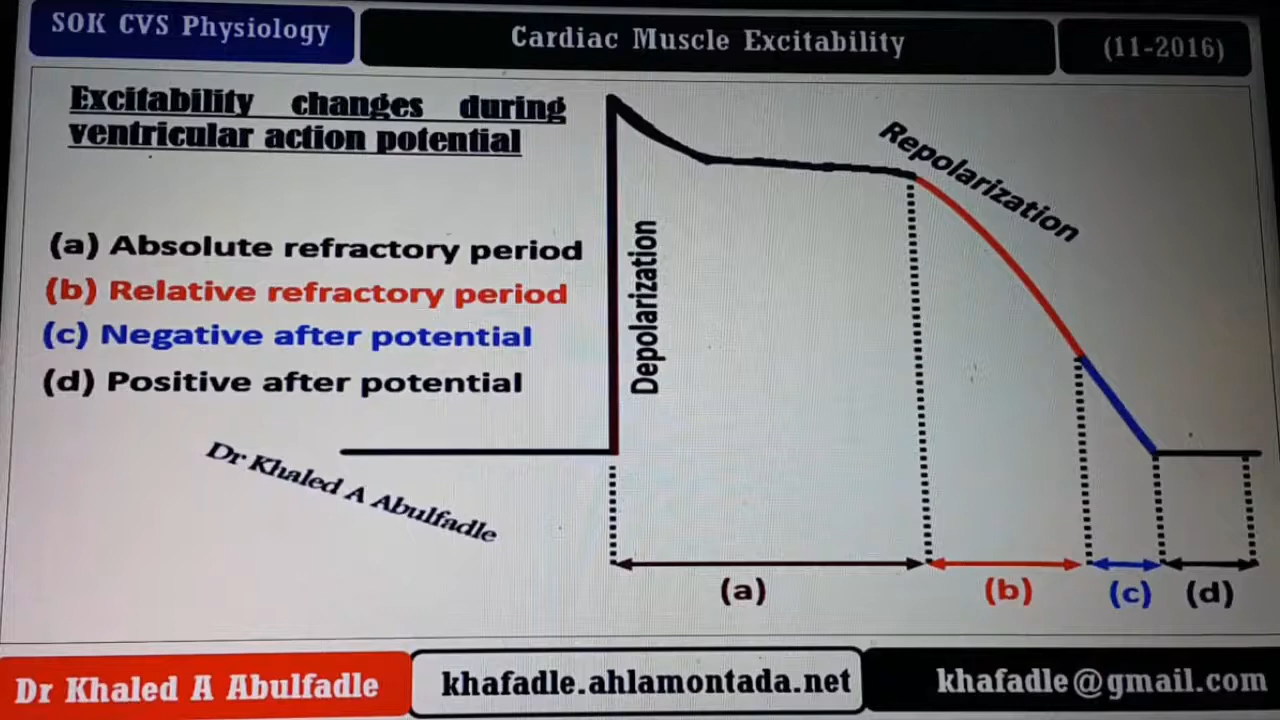 SOK CVS Physiology
Cardiac Muscle Excitability
(11-2016)
Excitability changes during
ventricular action potential
(a) Absolute refractory period
(b) Relative refractory period
(c) Negative after potential
(d) Positive after potential
Depolarization
Repolarization
Dr Khaled A Abulfadle
(a)
(b)
(c)
(d)
Dr Khaled A Abulfadle
khafadle.ahlamontada.net
khafadle@gmail.com